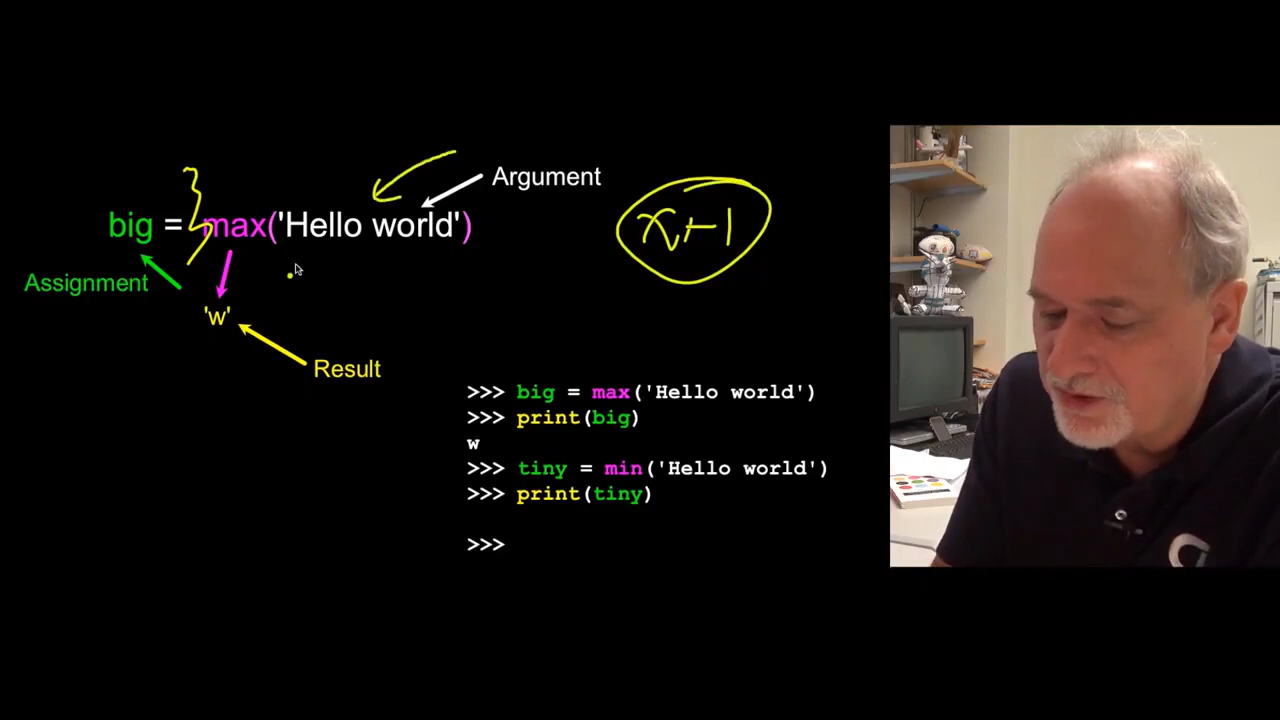 Argument
big = max('Hello world')
x+1
Assignment
'w'
Result
>>> big = max('Hello world')
>>> print(big)
w
>>> tiny = min('Hello world')
>>> print(tiny)
>>>